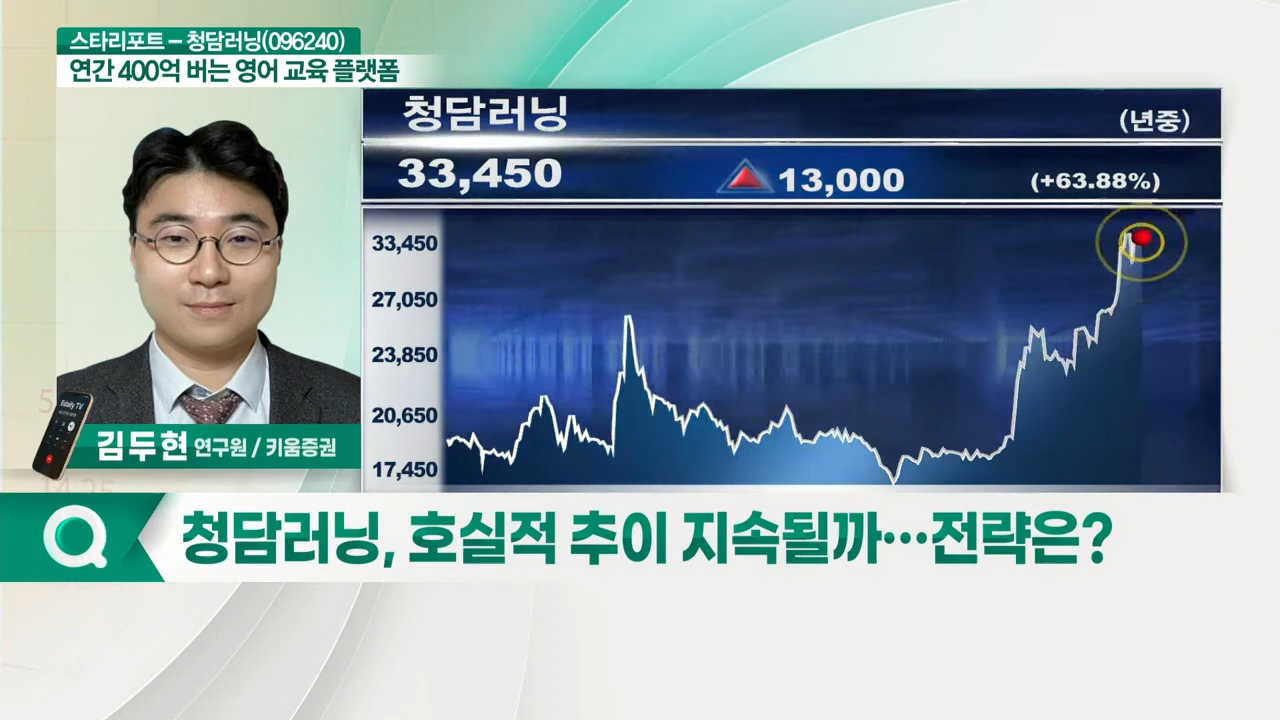 스타리포트 - 청담러닝(096240)
연간 400억 버는 영어 교육 플랫폼
청담러닝
(년중)
33,450 ▲ 13,000 (+63.88%)
33,450
27,050
23,850
20,650
17,450
Edaily TV
김두현 연구원 / 키움증권
Q 청담러닝, 호실적 추이 지속될까…전략은?